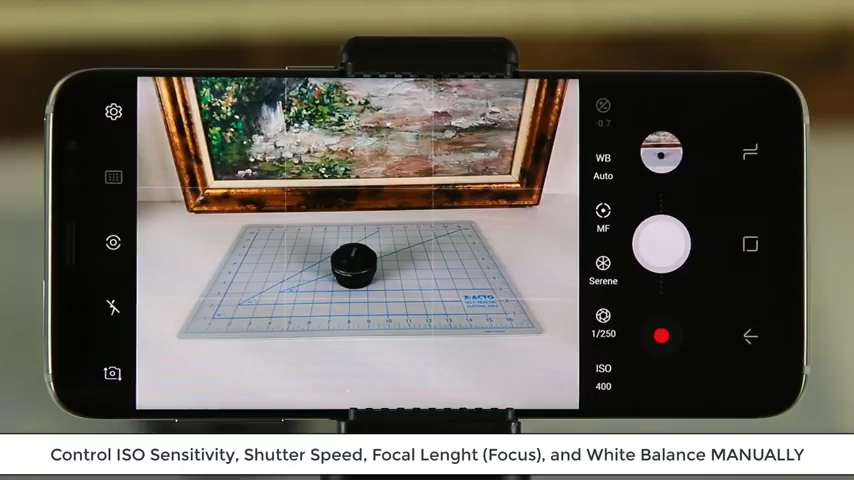 -0.7
WB
Auto
MF
Serene
1/250
ISO
400
X-ACTO
Control ISO Sensitivity, Shutter Speed, Focal Lenght (Focus), and White Balance MANUALLY